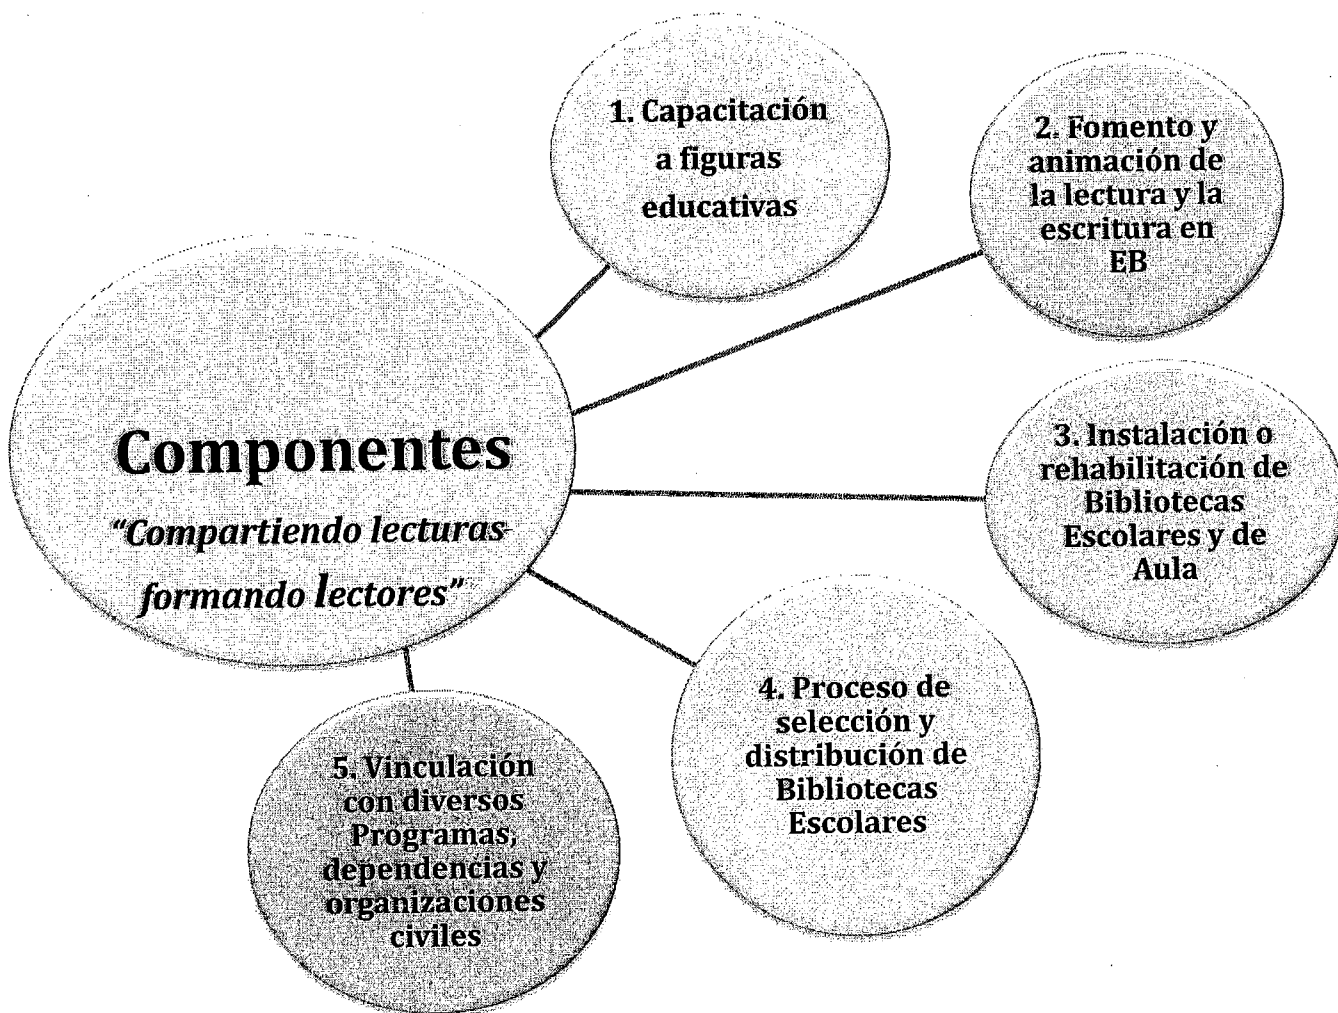 1. Capacitación
a figuras
educativas
2. Fomento y
animación de
la lectura y la
escritura en
EB
Componentes
“Compartiendo lecturas
formando lectores”
3. Instalación o
rehabilitación de
Bibliotecas
Escolares y de
Aula
4. Proceso de
selección y
distribución de
Bibliotecas
Escolares
5. Vinculación
con diversos
Programas,
dependencias y
organizaciones
civiles